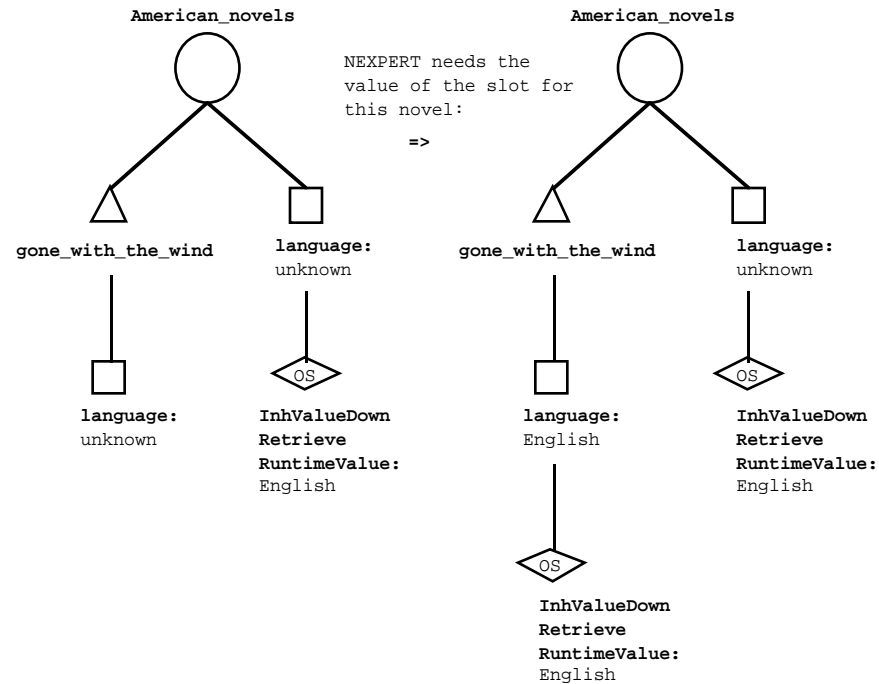 American_novels
American_novels
NEXPERT needs the
value of the slot for
this novel:
=>
gone_with_the_wind
language:
unknown
gone_with_the_wind
language:
unknown
OS
OS
language:
unknown
InhValueDown
Retrieve
RuntimeValue:
English
language:
English
InhValueDown
Retrieve
RuntimeValue:
English
OS
InhValueDown
Retrieve
RuntimeValue:
English